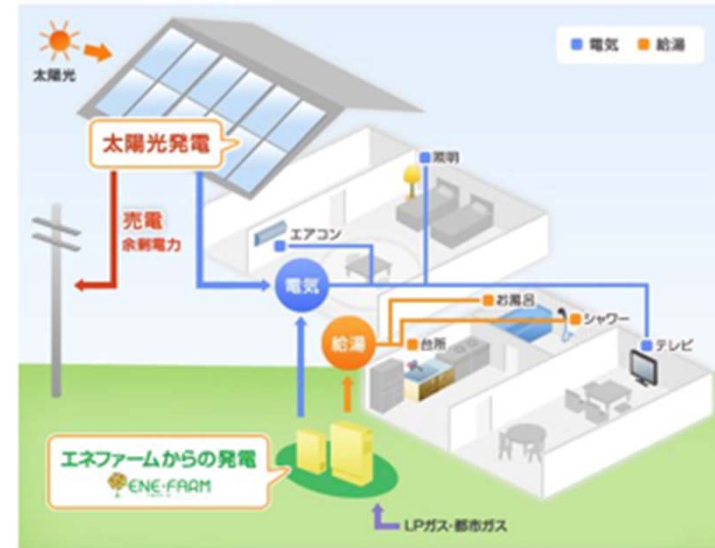 電気
給湯
太陽光
太陽光発電
売電
余剰電力
照明
エアコン
電気
お風呂
シャワー
給湯
台所
テレビ
エネファームからの発電
ENE・FARM
LPガス・都市ガス